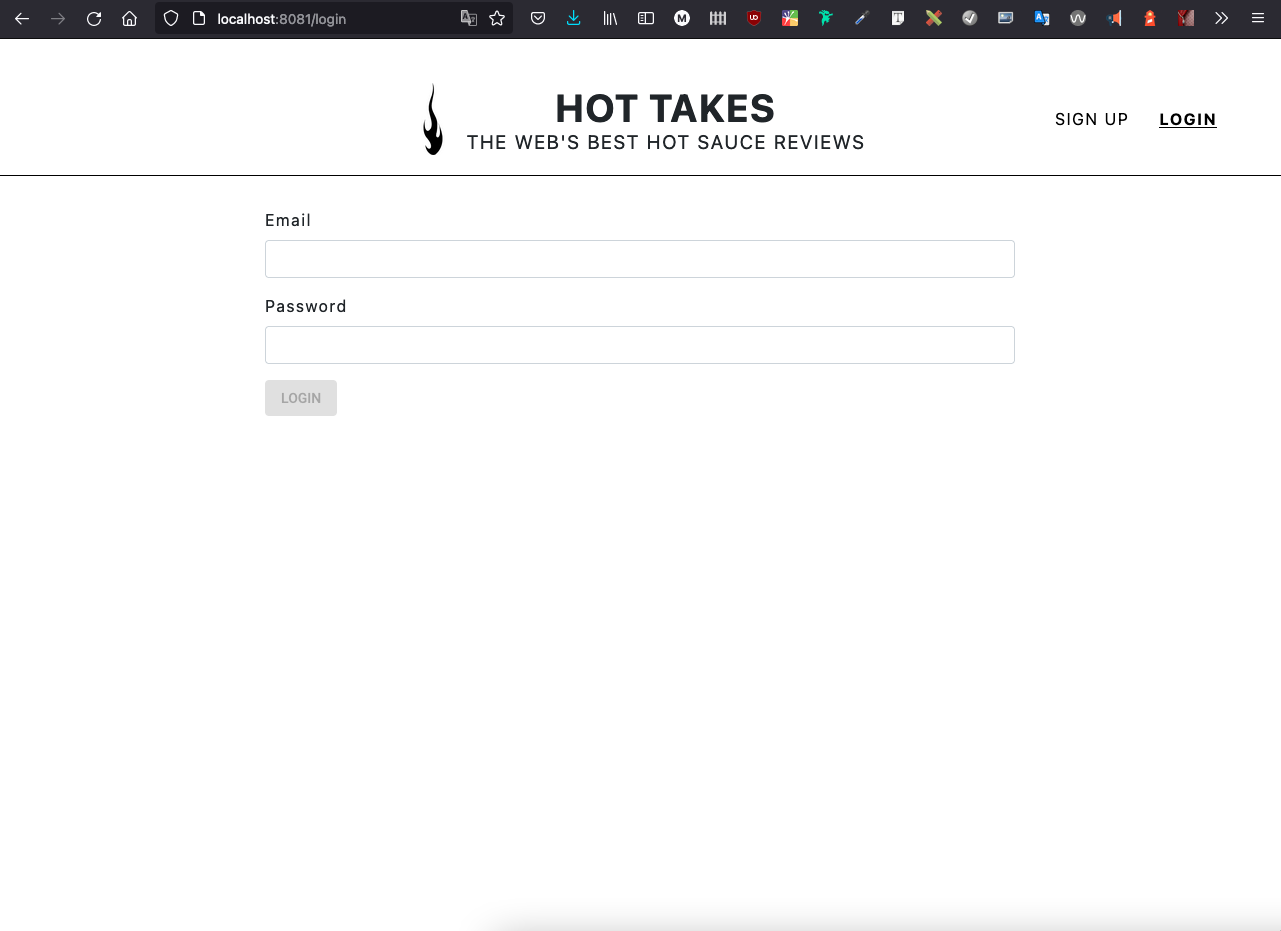 localhost:8081/login
HOT TAKES
THE WEB'S BEST HOT SAUCE REVIEWS
SIGN UP LOGIN
Email
Password
LOGIN